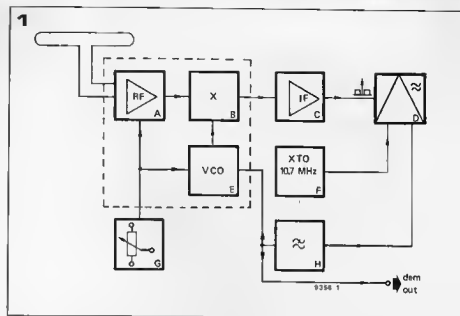 1
RF
A
X
B
IF
C
≈
D
VCO
E
XTO
10.7 MHz
F
G
≈
H
9356 1
dem
out